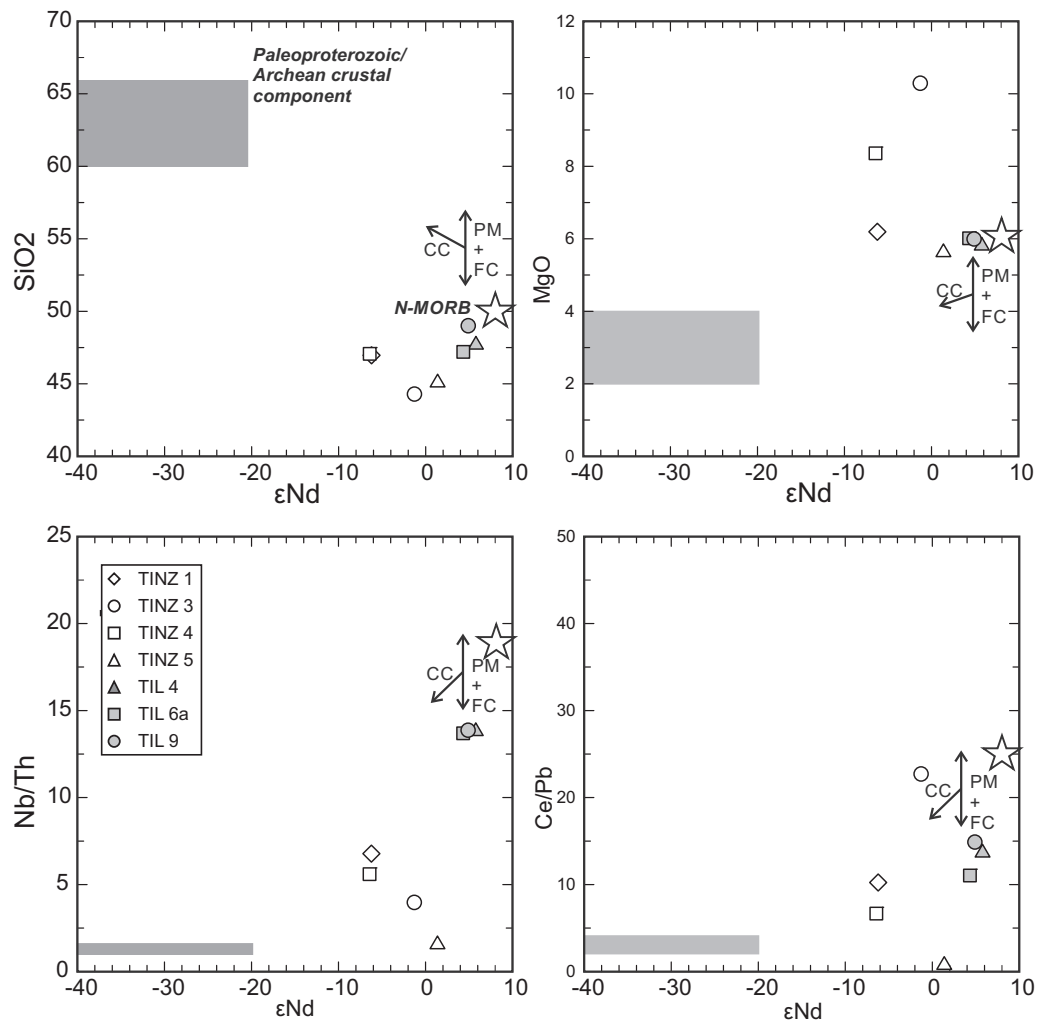 70
65
60
55
50
45
40
SiO2
Paleoproterozoic/
Archean crustal
component
PM
+
FC
CC
N-MORB
-40 -30 -20 -10 0 10
εNd
12
10
8
6
4
2
0
MgO
CC
PM
+
FC
-40 -30 -20 -10 0 10
εNd
25
20
15
10
5
0
Nb/Th
TINZ 1
TINZ 3
TINZ 4
TINZ 5
TIL 4
TIL 6a
TIL 9
CC
PM
+
FC
-40 -30 -20 -10 0 10
εNd
50
40
30
20
10
0
Ce/Pb
CC
PM
+
FC
-40 -30 -20 -10 0 10
εNd